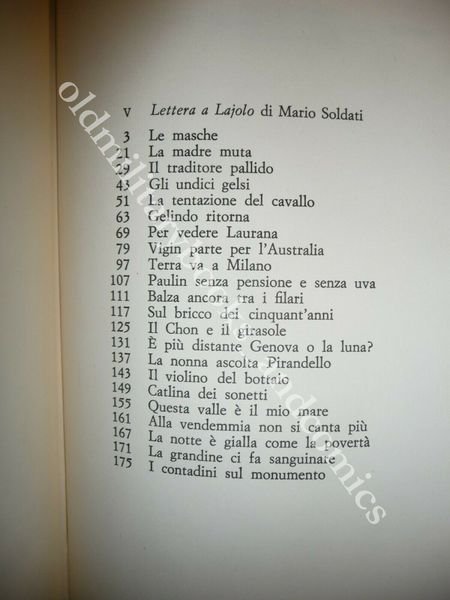 V Lettera a Lajolo di Mario Soldati
3 Le masche
21 La madre muta
29 Il traditore pallido
43 Gli undici gelsi
51 La tentazione del cavallo
63 Gelindo ritorna
69 Per vedere Laurana
79 Vigin parte per l'Australia
97 Terra va a Milano
107 Paulin senza pensione e senza uva
111 Balza ancora tra i filari
117 Sul bricco dei cinquant'anni
125 Il Chon e il girasole
131 È più distante Genova o la luna?
137 La nonna ascolta Pirandello
143 Il violino del bottaio
149 Catlina dei sonetti
155 Questa valle è il mio mare
161 Alla vendemmia non si canta più
167 La notte è gialla come la povertà
171 La grandine ci fa sanguinare
175 I contadini sul monumento